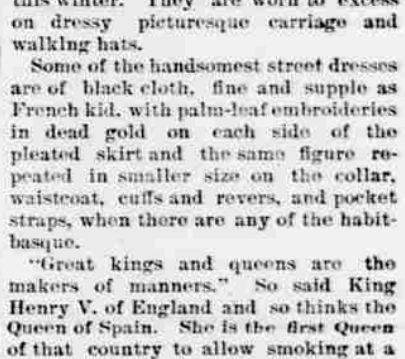 this winter. They are worn to excess
on dressy picturesque carriage and
walking hats.
Some of the handsomest street dresses
are of black cloth, fine and supple as
French kid, with palm-leaf embroideries
in dead gold on each side of the
pleated skirt and the same figure re-
peated in smaller size on the collar,
waistcoat, cuffs and revers, and pocket
straps, when there are any of the habit-
basque.
"Great kings and queens are the
makers of manners." So said King
Henry V. of England and so thinks the
Queen of Spain. She is the first Queen
of that country to allow smoking at a